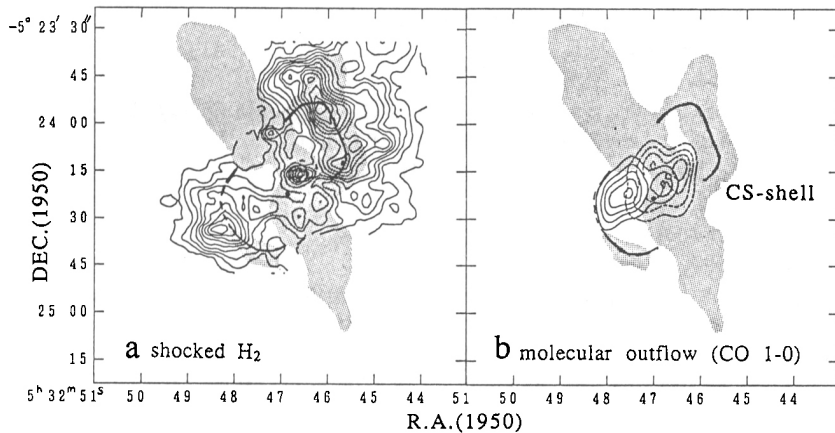 -5° 23′ 30″
45
24 00
15
30
45
25 00
15
DEC.(1950)
a shocked H₂
b molecular outflow (CO 1-0)
CS-shell
5ʰ 32ᵐ 51ˢ 50 49 48 47 46 45 44 51 50 49 48 47 46 45 44
R.A.(1950)